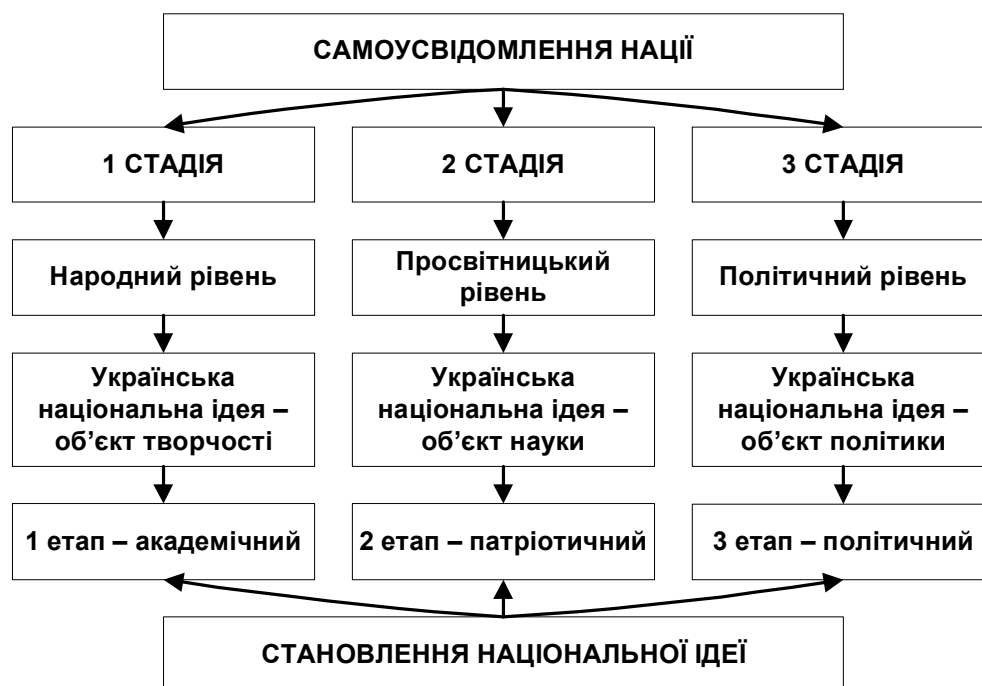 САМОУСВІДОМЛЕННЯ НАЦІЇ
1 СТАДІЯ
2 СТАДІЯ
3 СТАДІЯ
Народний рівень
Просвітницький
рівень
Політичний рівень
Українська
національна ідея –
об’єкт творчості
Українська
національна ідея –
об’єкт науки
Українська
національна ідея –
об’єкт політики
1 етап – академічний
2 етап – патріотичний
3 етап – політичний
СТАНОВЛЕННЯ НАЦІОНАЛЬНОЇ ІДЕЇ